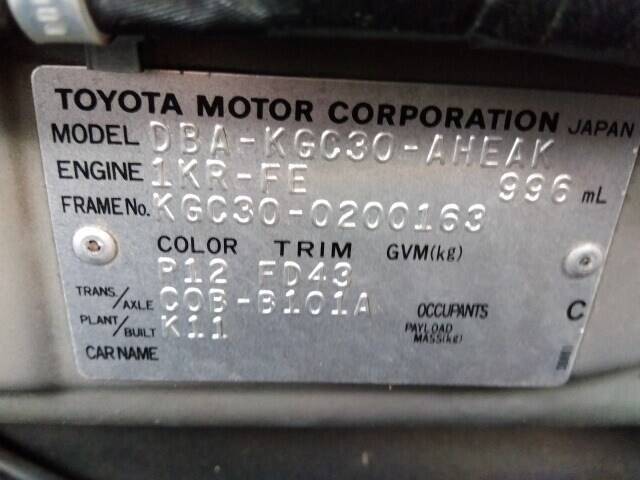 TOYOTA MOTOR CORPORATION JAPAN
MODEL DBA-KGC30-AHEAK
ENGINE 1KR-FE 996 mL
FRAME No. KGC30-0200163
COLOR TRIM GVM(kg)
P12 FD43
TRANS./AXLE C0B-B101A OCCUPANTS C
PLANT/BUILT K11 PAYLOAD MASS(kg)
CAR NAME